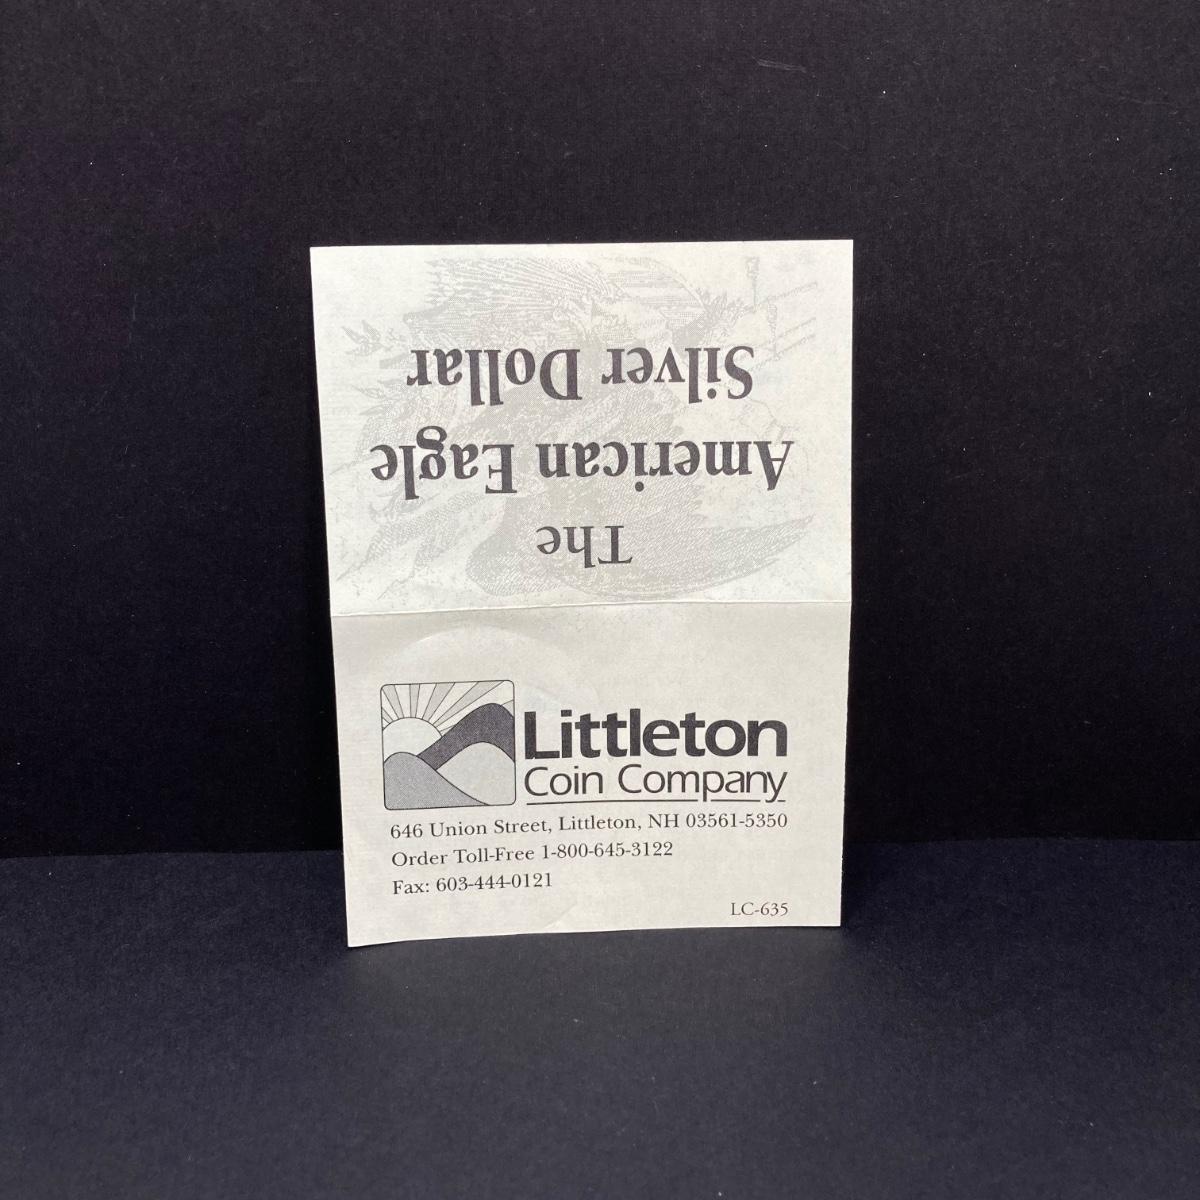 The
American Eagle
Silver Dollar
Littleton
Coin Company
646 Union Street, Littleton, NH 03561-5350
Order Toll-Free 1-800-645-3122
Fax: 603-444-0121
LC-635